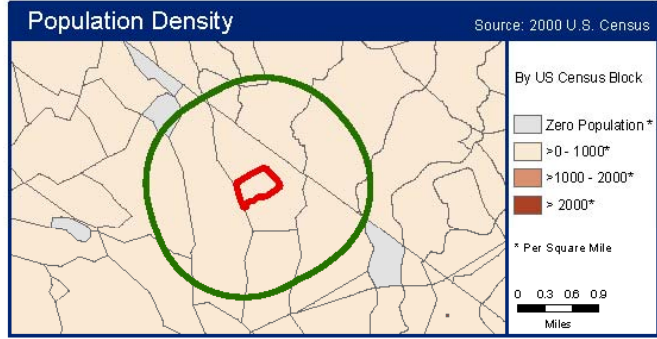 Population Density
Source: 2000 U.S. Census
By US Census Block
Zero Population *
>0 - 1000*
>1000 - 2000*
> 2000*
* Per Square Mile
0 0.3 0.6 0.9
Miles